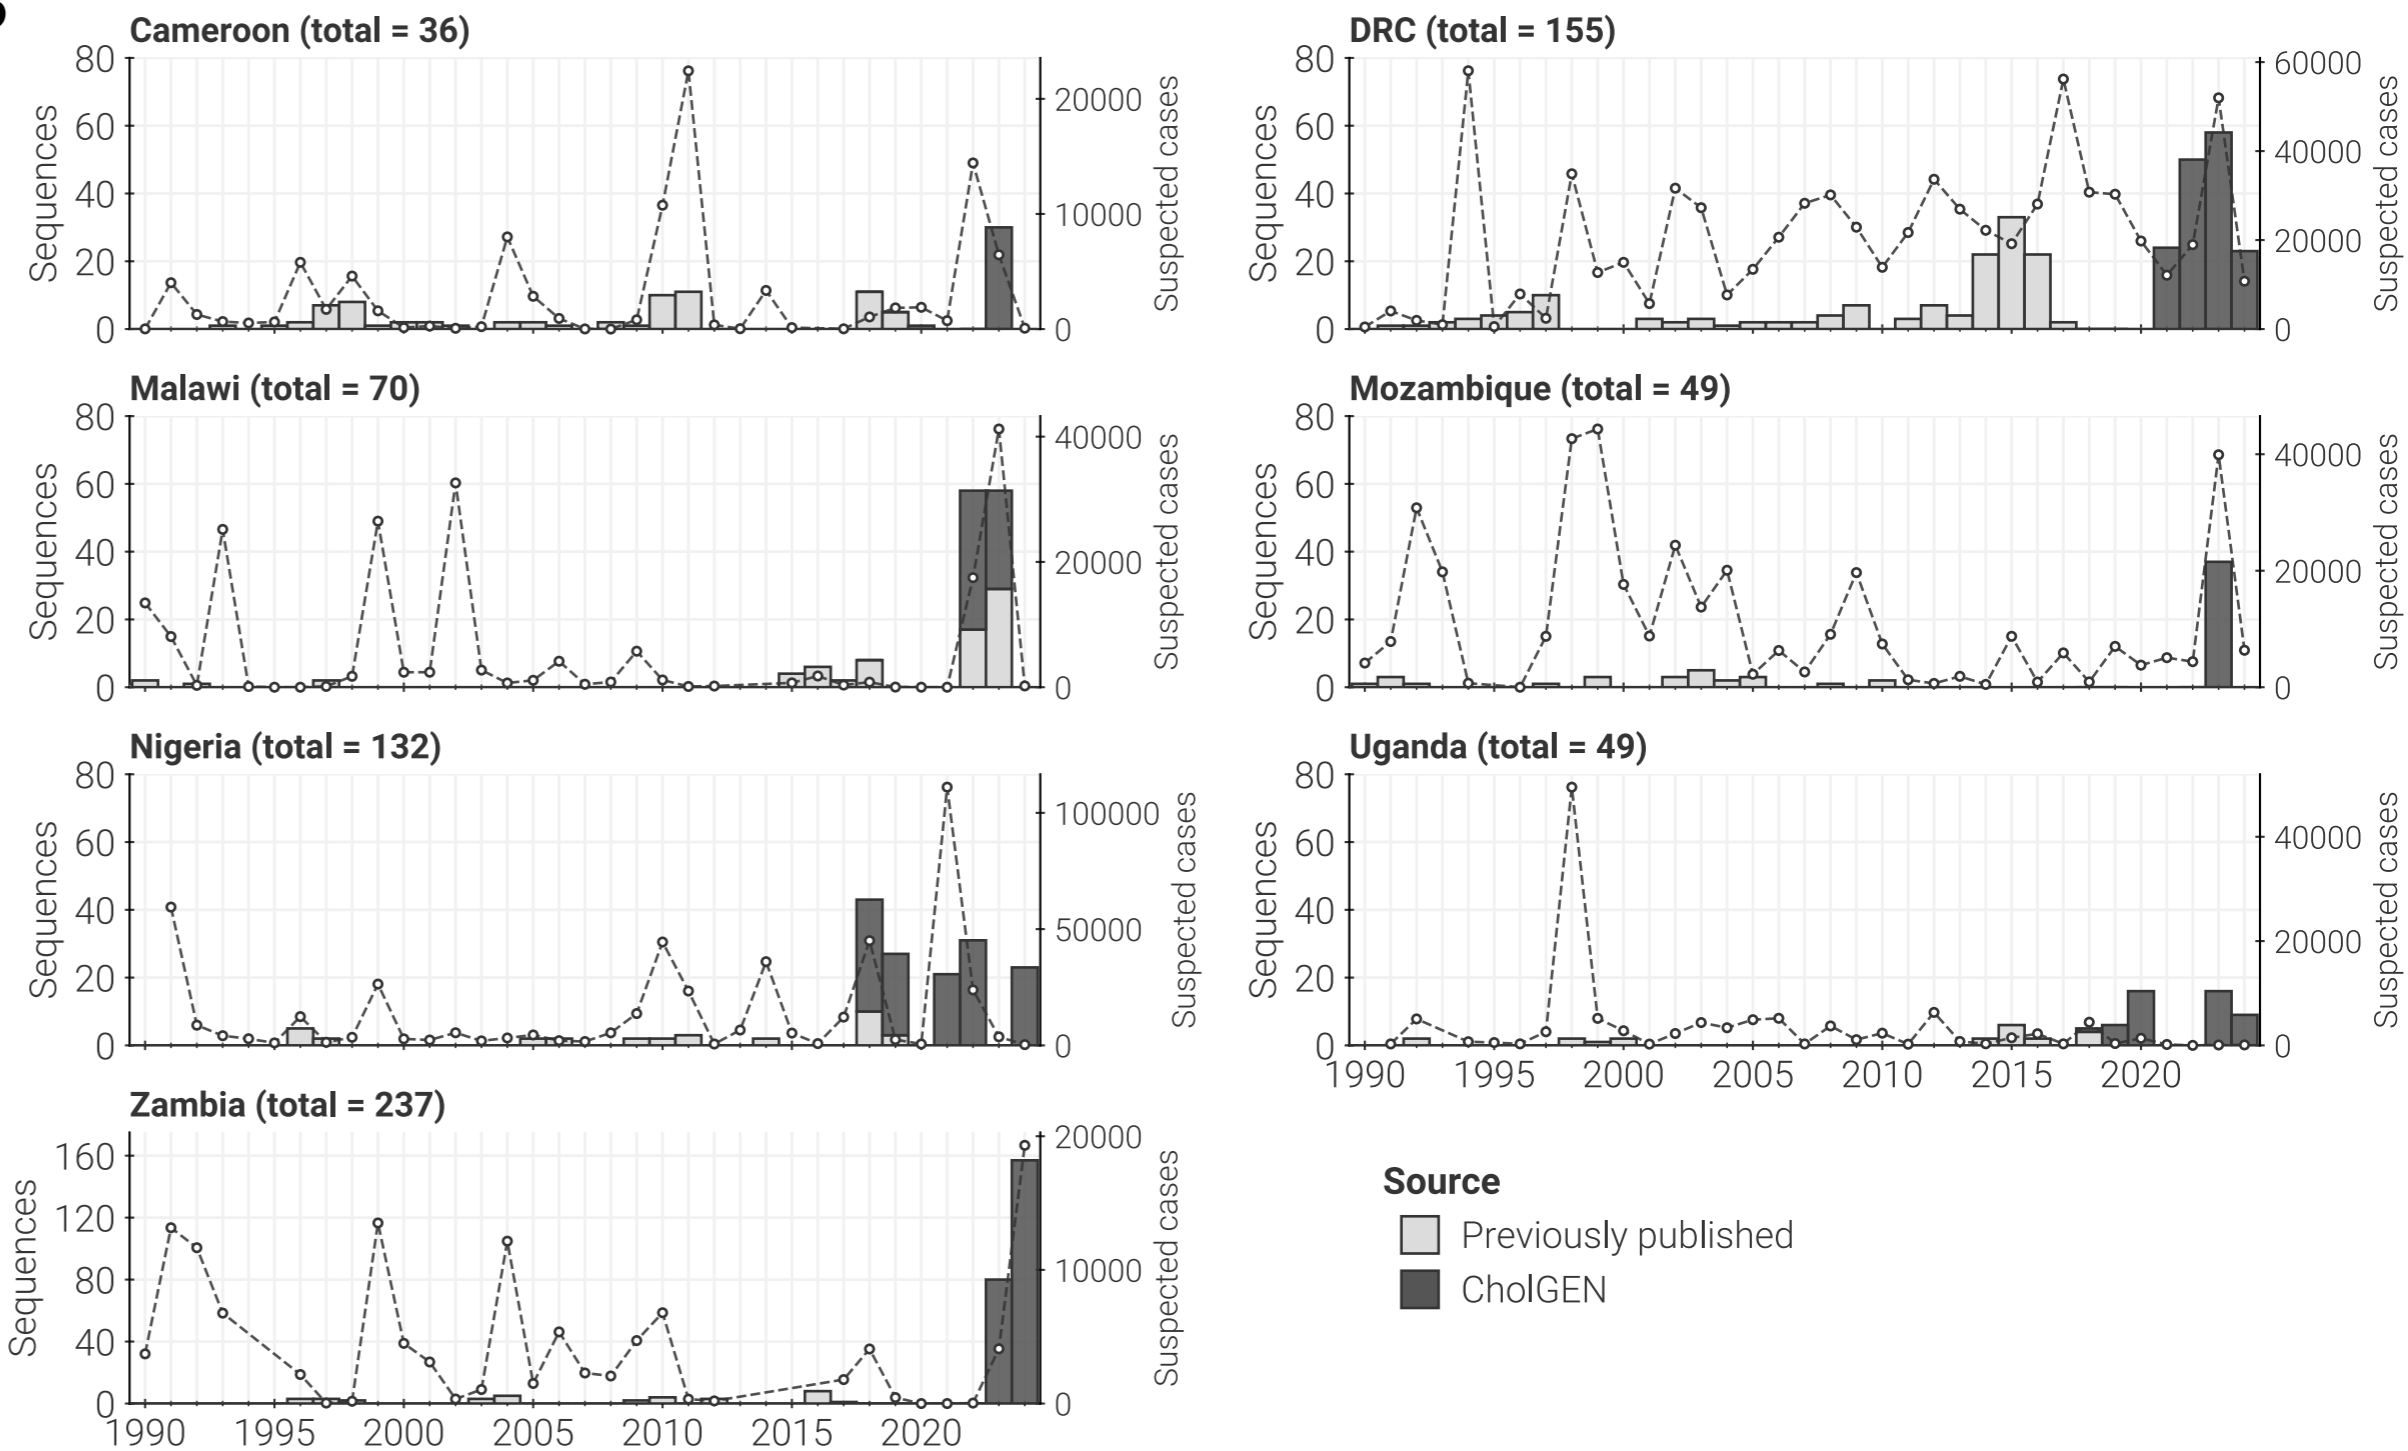 Cameroon (total = 36)
80
60
40
20
0
Sequences
20000
10000
0
Suspected cases
DRC (total = 155)
80
60
40
20
0
Sequences
60000
40000
20000
0
Suspected cases
Malawi (total = 70)
80
60
40
20
0
Sequences
40000
20000
0
Suspected cases
Mozambique (total = 49)
80
60
40
20
0
Sequences
40000
20000
0
Suspected cases
Nigeria (total = 132)
80
60
40
20
0
Sequences
100000
50000
0
Suspected cases
Uganda (total = 49)
80
60
40
20
0
Sequences
40000
20000
0
Suspected cases
1990 1995 2000 2005 2010 2015 2020
Zambia (total = 237)
160
120
80
40
0
Sequences
20000
10000
0
Suspected cases
1990 1995 2000 2005 2010 2015 2020
Source
Previously published
CholGEN